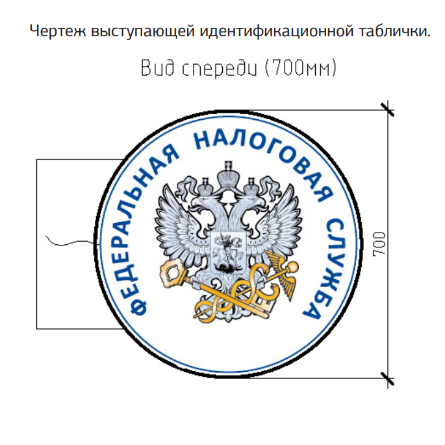 Чертеж выступающей идентификационной таблички.
Вид спереди (700мм)
ФЕДЕРАЛЬНАЯ НАЛОГОВАЯ СЛУЖБА
700